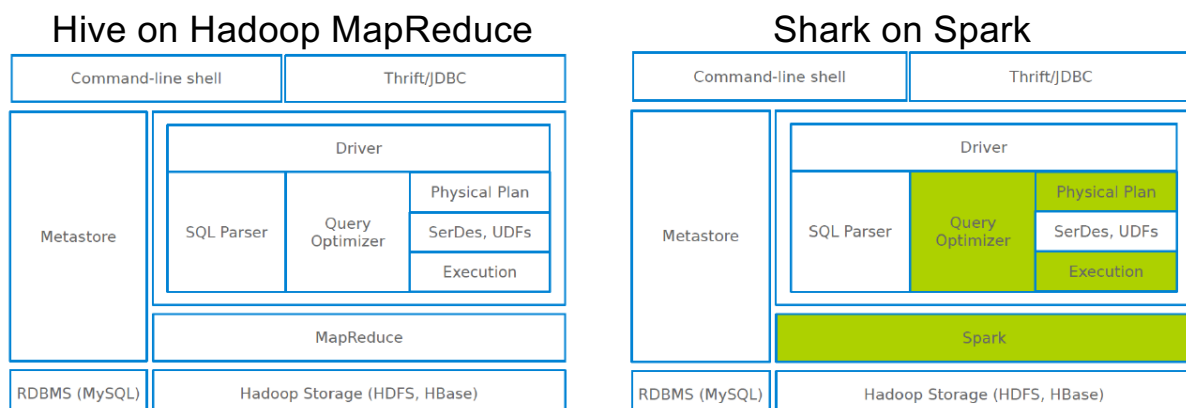 Hive on Hadoop MapReduce
Command-line shell
Thrift/JDBC
Metastore
Driver
SQL Parser
Query
Optimizer
Physical Plan
SerDes, UDFs
Execution
MapReduce
RDBMS (MySQL)
Hadoop Storage (HDFS, HBase)
Shark on Spark
Command-line shell
Thrift/JDBC
Metastore
Driver
SQL Parser
Query
Optimizer
Physical Plan
SerDes, UDFs
Execution
Spark
RDBMS (MySQL)
Hadoop Storage (HDFS, HBase)